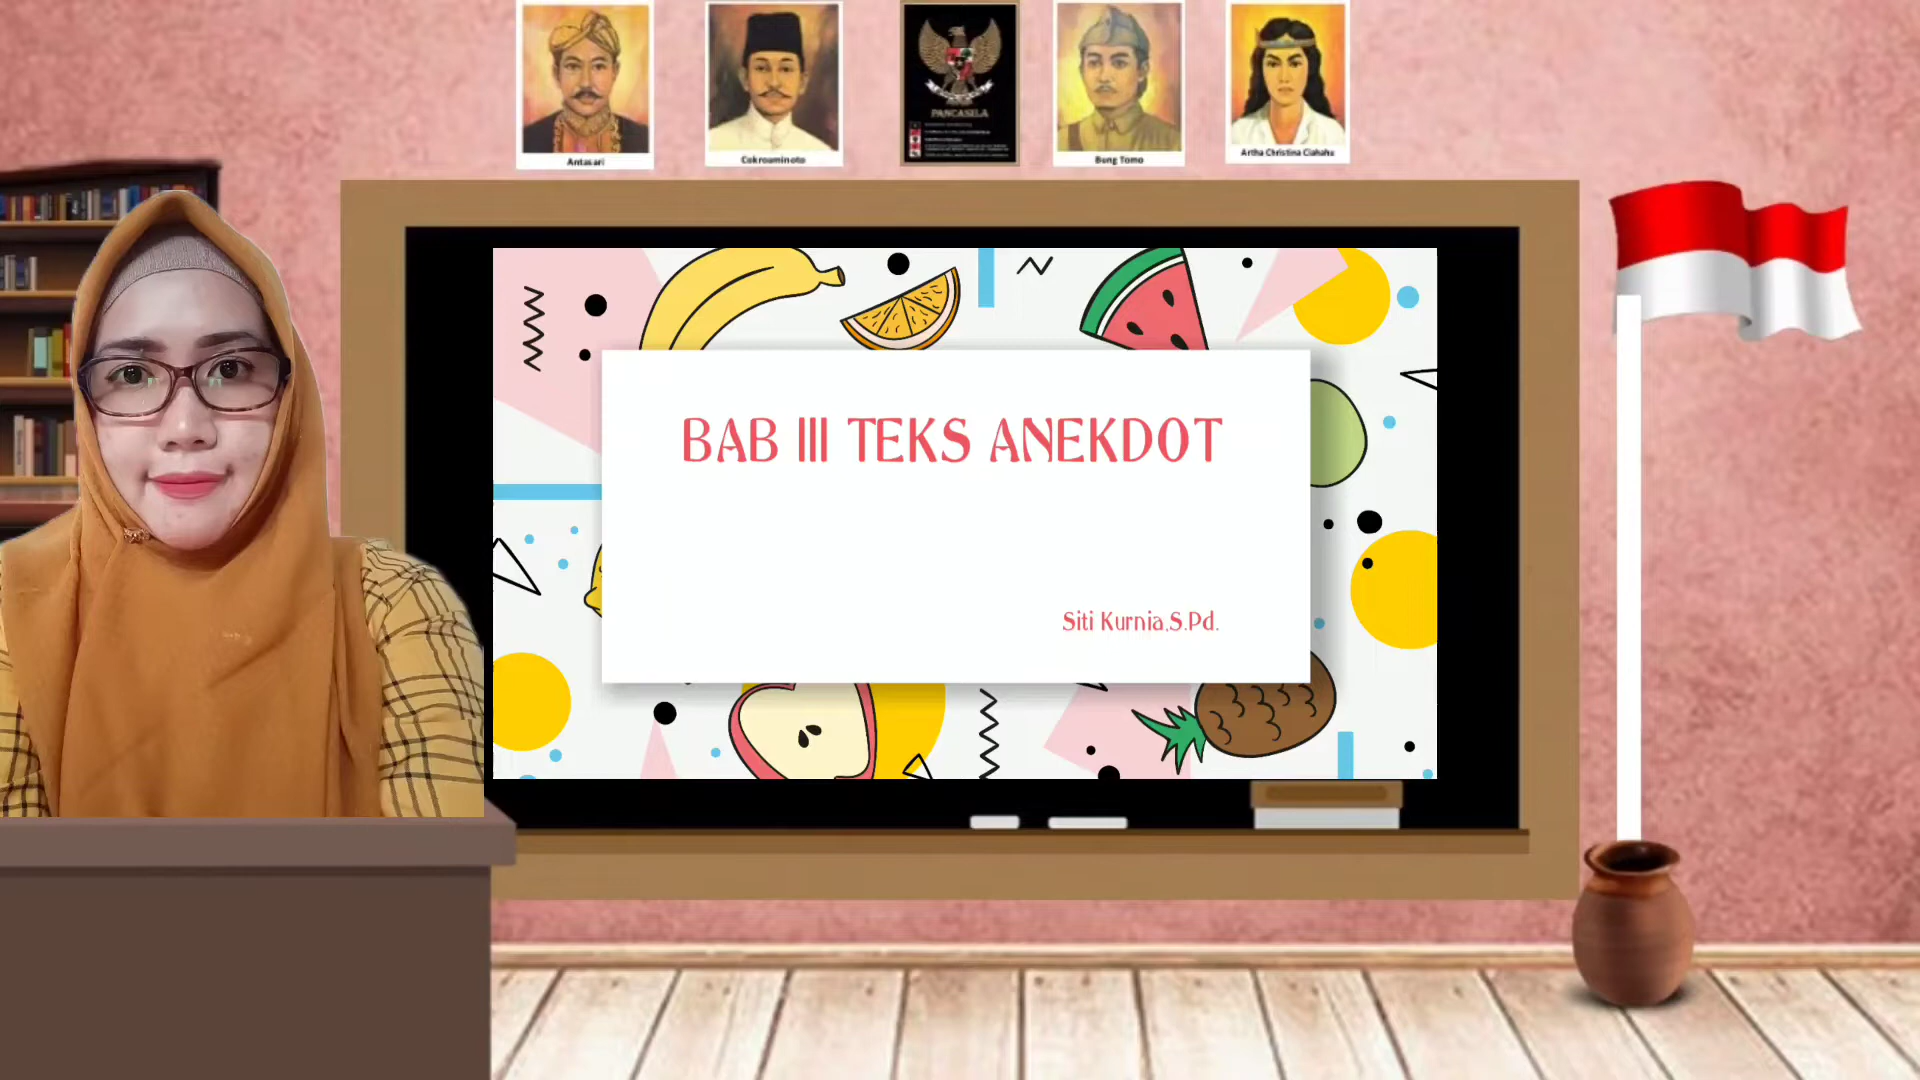 Antasari
Cokroaminoto
PANCASILA
Bung Tomo
Artha Christina Ciahahu
BAB III TEKS ANEKDOT
Siti Kurnia,S.Pd.